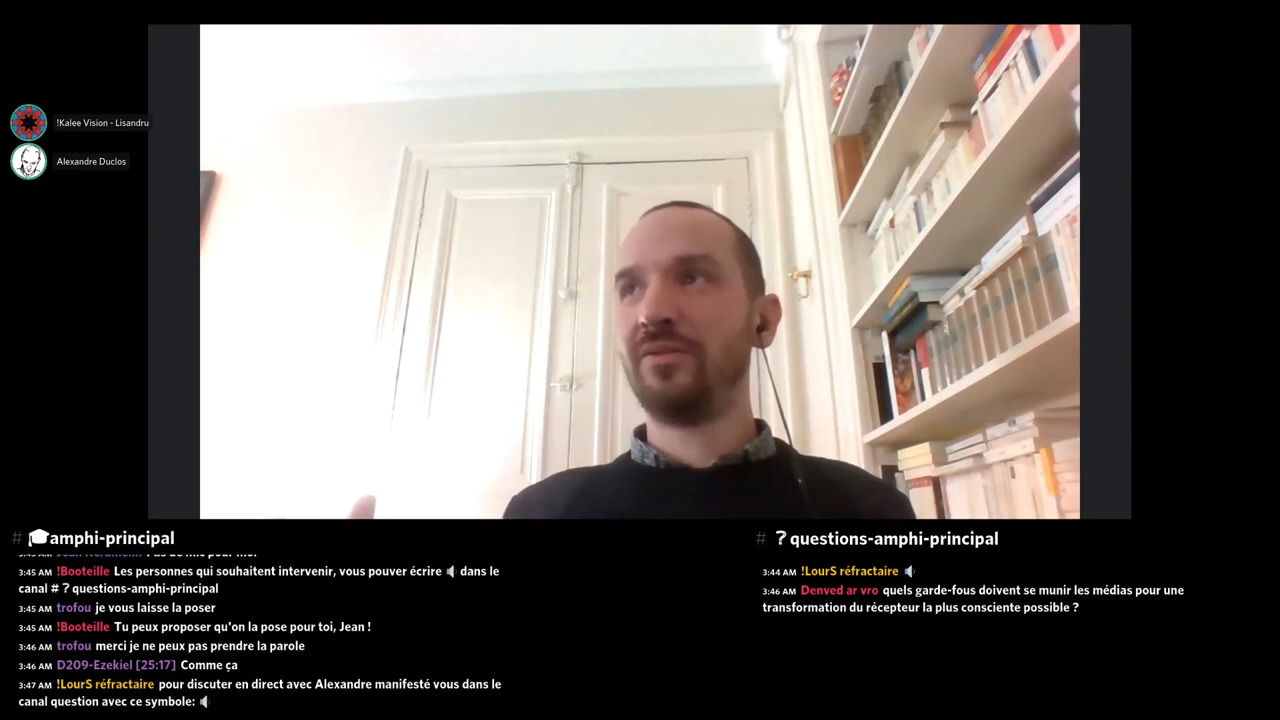 !Kalee Vision - Lisandru
Alexandre Duclos
# 🎓amphi-principal
3:45 AM !Booteille Les personnes qui souhaitent intervenir, vous pouver écrire 🔈 dans le
canal # ? questions-amphi-principal
3:45 AM trofou je vous laisse la poser
3:45 AM !Booteille Tu peux proposer qu'on la pose pour toi, Jean !
3:46 AM trofou merci je ne peux pas prendre la parole
3:46 AM D209-Ezekiel [25:17] Comme ça
3:47 AM !LourS réfractaire pour discuter en direct avec Alexandre manifesté vous dans le
canal question avec ce symbole: 🔈
# ? questions-amphi-principal
3:44 AM !LourS réfractaire 🔈
3:46 AM Denved ar vro quels garde-fous doivent se munir les médias pour une
transformation du récepteur la plus consciente possible ?